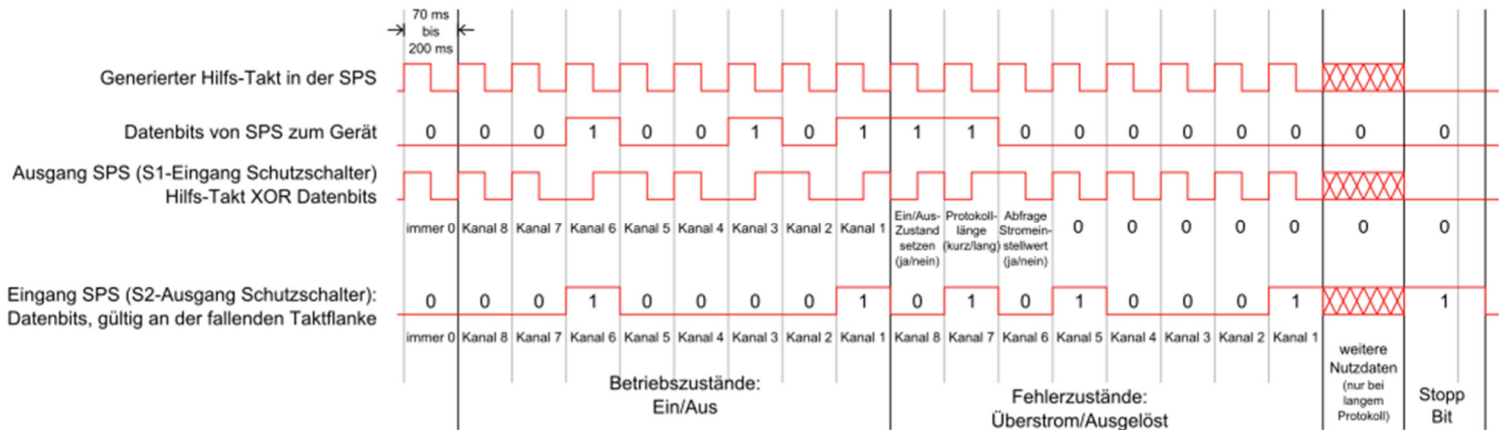 70 ms
bis
200 ms
Generierter Hilfs-Takt in der SPS
Datenbits von SPS zum Gerät
0 0 0 1 0 0 1 0 1 1 1 0 0 0 0 0 0 0 0
Ausgang SPS (S1-Eingang Schutzschalter)
Hilfs-Takt XOR Datenbits
immer 0 Kanal 8 Kanal 7 Kanal 6 Kanal 5 Kanal 4 Kanal 3 Kanal 2 Kanal 1
Ein/Aus-
Zustand
setzen
(ja/nein)
Protokoll-
länge
(kurz/lang)
Abfrage
Stromein-
stellwert
(ja/nein)
0 0 0 0 0 0 0
Eingang SPS (S2-Ausgang Schutzschalter):
Datenbits, gültig an der fallenden Taktflanke
0 0 0 1 0 0 0 0 1 0 1 0 1 0 0 0 1 1
immer 0 Kanal 8 Kanal 7 Kanal 6 Kanal 5 Kanal 4 Kanal 3 Kanal 2 Kanal 1 Kanal 8 Kanal 7 Kanal 6 Kanal 5 Kanal 4 Kanal 3 Kanal 2 Kanal 1
Betriebszustände:
Ein/Aus
Fehlerzustände:
Überstrom/Ausgelöst
weitere
Nutzdaten
(nur bei
langem
Protokoll)
Stopp
Bit